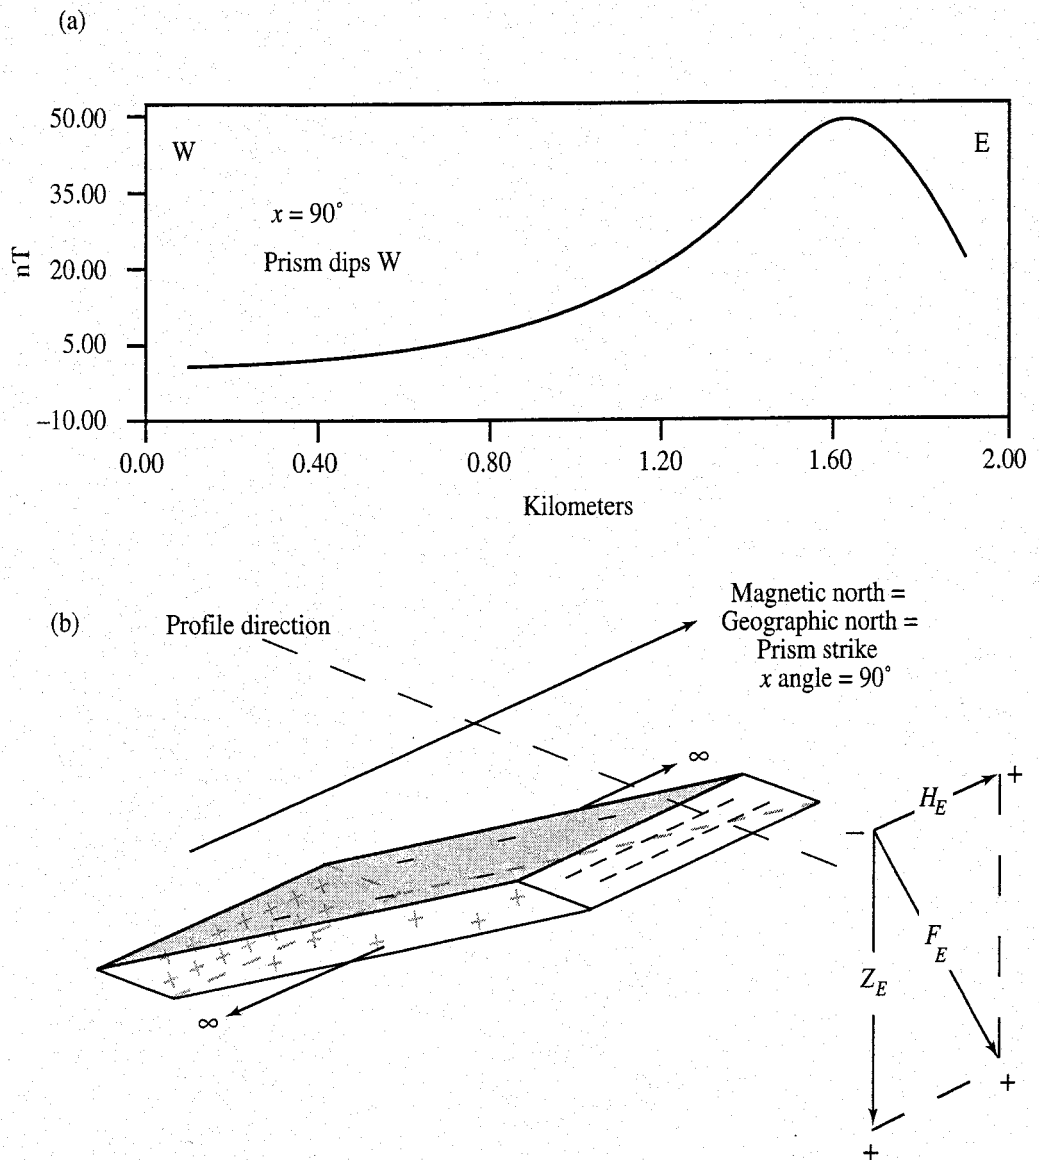 (a)
50.00
35.00
20.00
5.00
–10.00
nT
W
E
x = 90°
Prism dips W
0.00
0.40
0.80
1.20
1.60
2.00
Kilometers
(b)
Profile direction
Magnetic north =
Geographic north =
Prism strike
x angle = 90°
∞
∞
H_E
F_E
Z_E
–
+
+
+